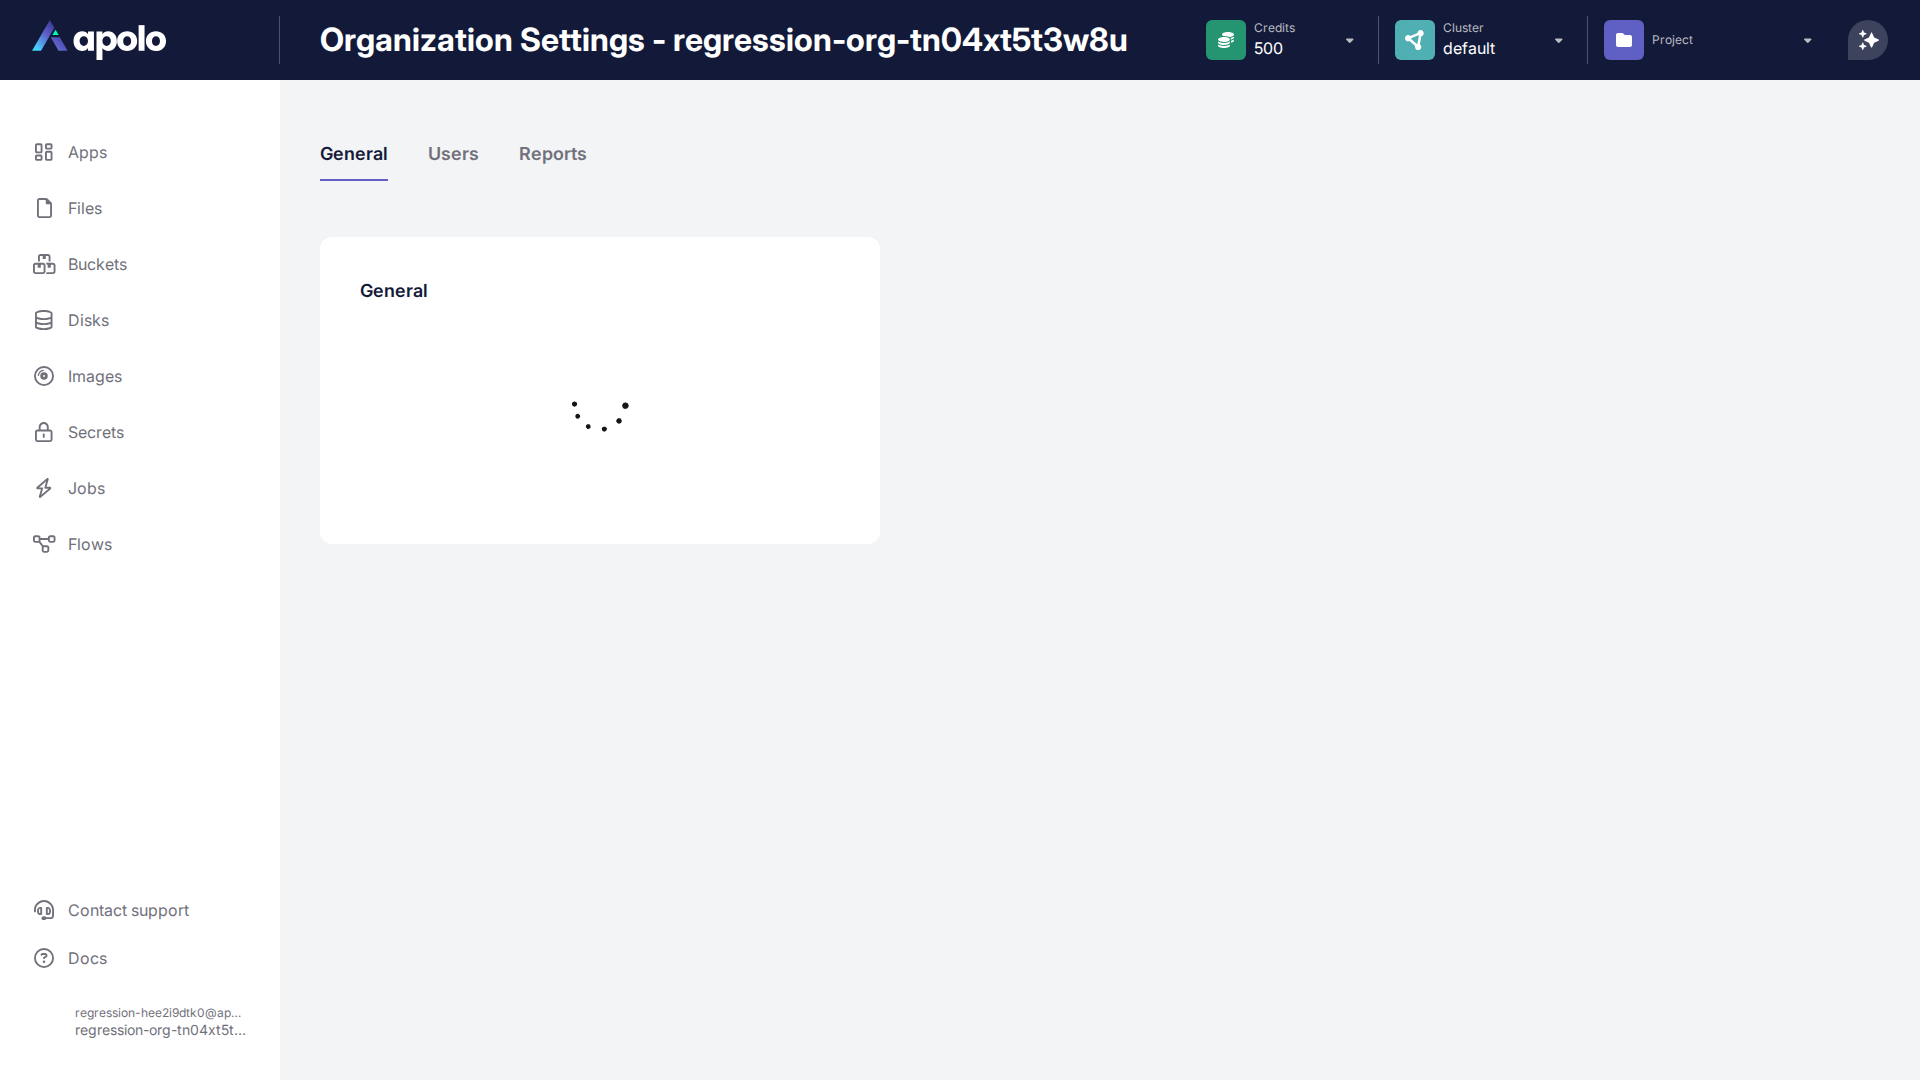 apolo
Organization Settings - regression-org-tn04xt5t3w8u
Credits
500
Cluster
default
Project
Apps
Files
Buckets
Disks
Images
Secrets
Jobs
Flows
Contact support
Docs
regression-hee2i9dtk0@ap...
regression-org-tn04xt5t...
General
Users
Reports
General